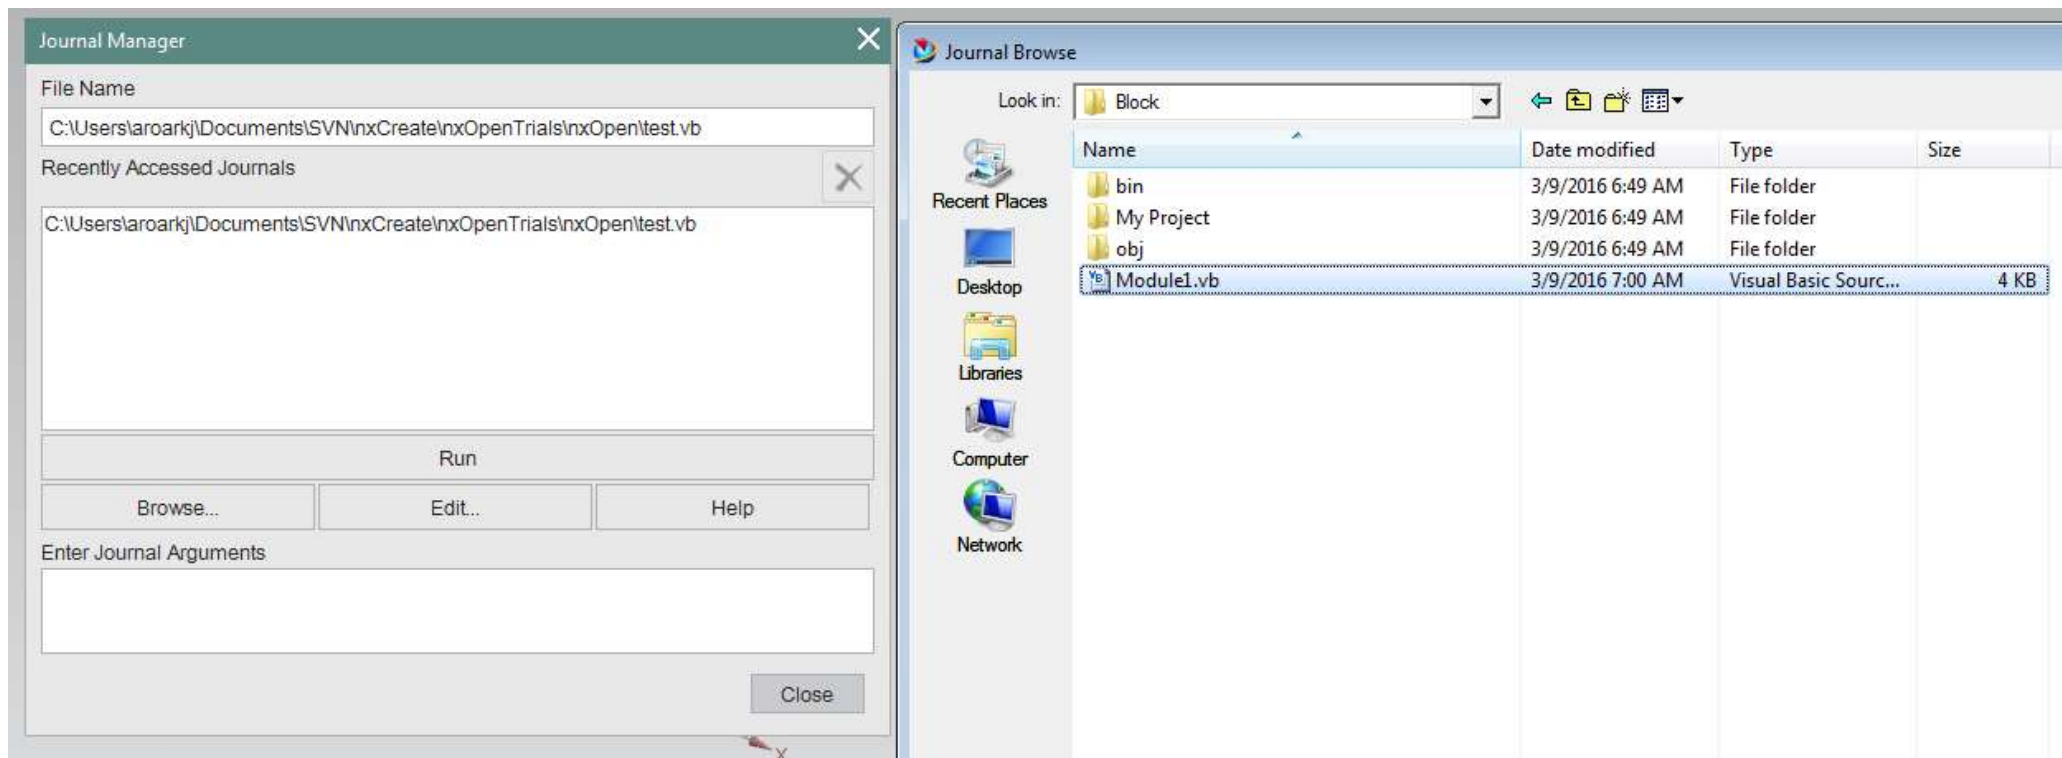 Journal Manager
File Name
C:\Users\aroarkj\Documents\SVN\nxCreate\nxOpenTrials\nxOpen\test.vb
Recently Accessed Journals
C:\Users\aroarkj\Documents\SVN\nxCreate\nxOpenTrials\nxOpen\test.vb
Run
Browse... Edit... Help
Enter Journal Arguments
Close
X
Journal Browse
Look in: Block
Recent Places
Desktop
Libraries
Computer
Network
Name Date modified Type Size
bin 3/9/2016 6:49 AM File folder
My Project 3/9/2016 6:49 AM File folder
obj 3/9/2016 6:49 AM File folder
Module1.vb 3/9/2016 7:00 AM Visual Basic Sourc... 4 KB